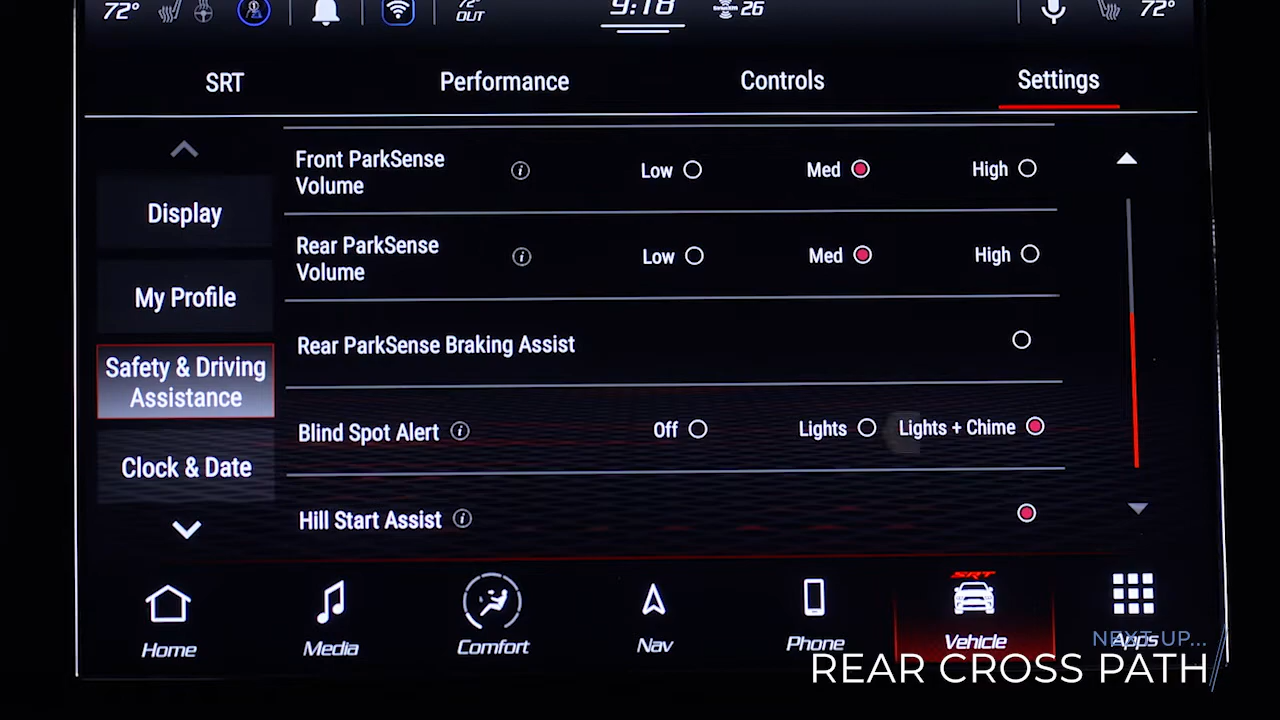 72°
72°
OUT
9:18
SiriusXM
26
72°
SRT
Performance
Controls
Settings
Display
My Profile
Safety & Driving
Assistance
Clock & Date
Front ParkSense
Volume
i
Low
Med
High
Rear ParkSense
Volume
i
Low
Med
High
Rear ParkSense Braking Assist
Blind Spot Alert
i
Off
Lights
Lights + Chime
Hill Start Assist
i
Home
Media
Comfort
Nav
Phone
SRT
Vehicle
Apps
NEXT UP...
REAR CROSS PATH